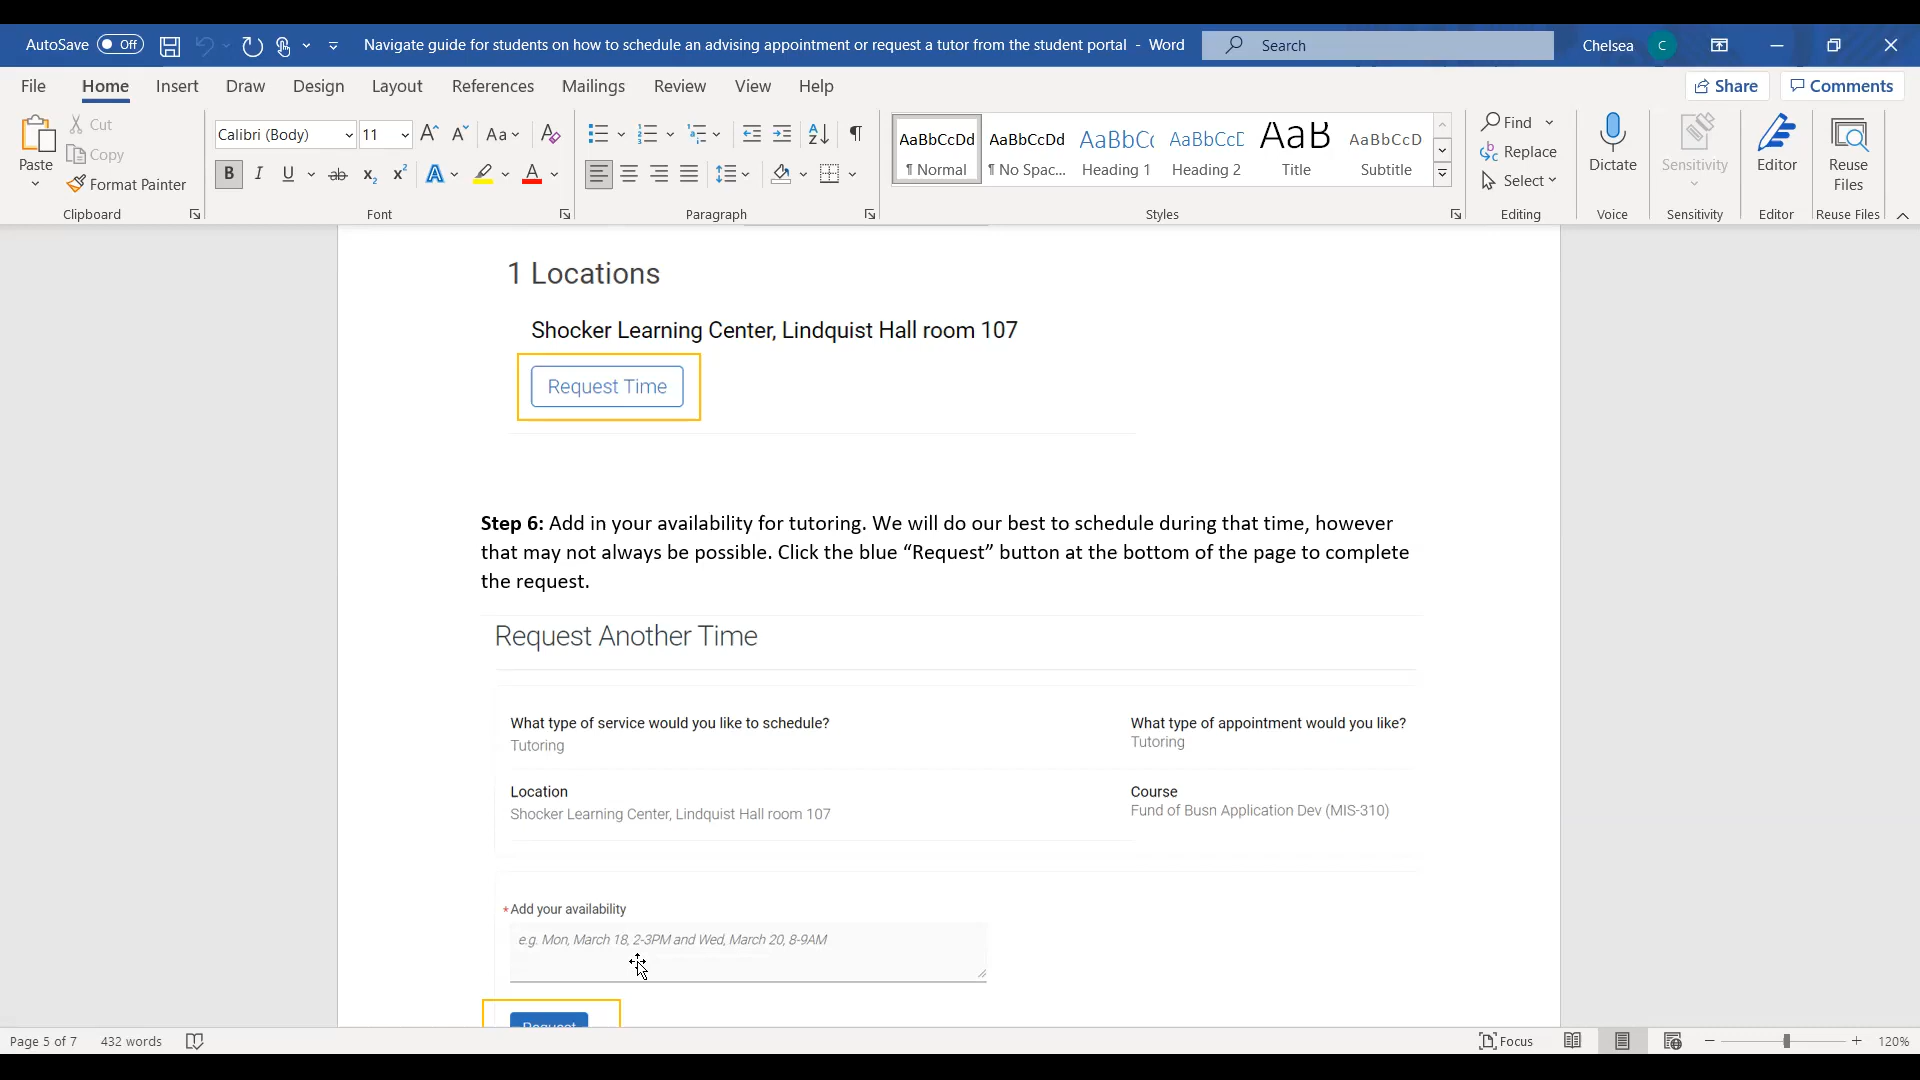 AutoSave Off Navigate guide for students on how to schedule an advising appointment or request a tutor from the student portal - Word Search Chelsea C
File Home Insert Draw Design Layout References Mailings Review View Help Share Comments
Paste Cut Copy Format Painter
Calibri (Body) 11 Aa
B I U ab x₂ x² A A
AaBbCcDd AaBbCcDd AaBbCc AaBbCcC AaB AaBbCcD
¶ Normal ¶ No Spac... Heading 1 Heading 2 Title Subtitle
Find Replace Select
Dictate Sensitivity Editor Reuse Files
Clipboard Font Paragraph Styles Editing Voice Sensitivity Editor Reuse Files
1 Locations
Shocker Learning Center, Lindquist Hall room 107
Request Time
Step 6: Add in your availability for tutoring. We will do our best to schedule during that time, however
that may not always be possible. Click the blue “Request” button at the bottom of the page to complete
the request.
Request Another Time
What type of service would you like to schedule? What type of appointment would you like?
Tutoring Tutoring
Location Course
Shocker Learning Center, Lindquist Hall room 107 Fund of Busn Application Dev (MIS-310)
*Add your availability
e.g. Mon, March 18, 2-3PM and Wed, March 20, 8-9AM
Request
Page 5 of 7 432 words Focus 120%